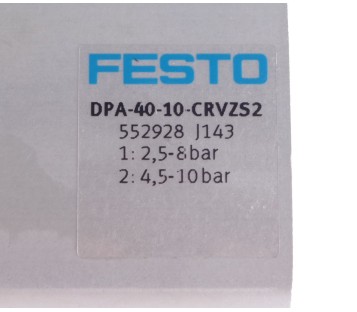 FESTO
DPA-40-10-CRVZS2
552928 J143
1: 2,5-8bar
2: 4,5-10bar